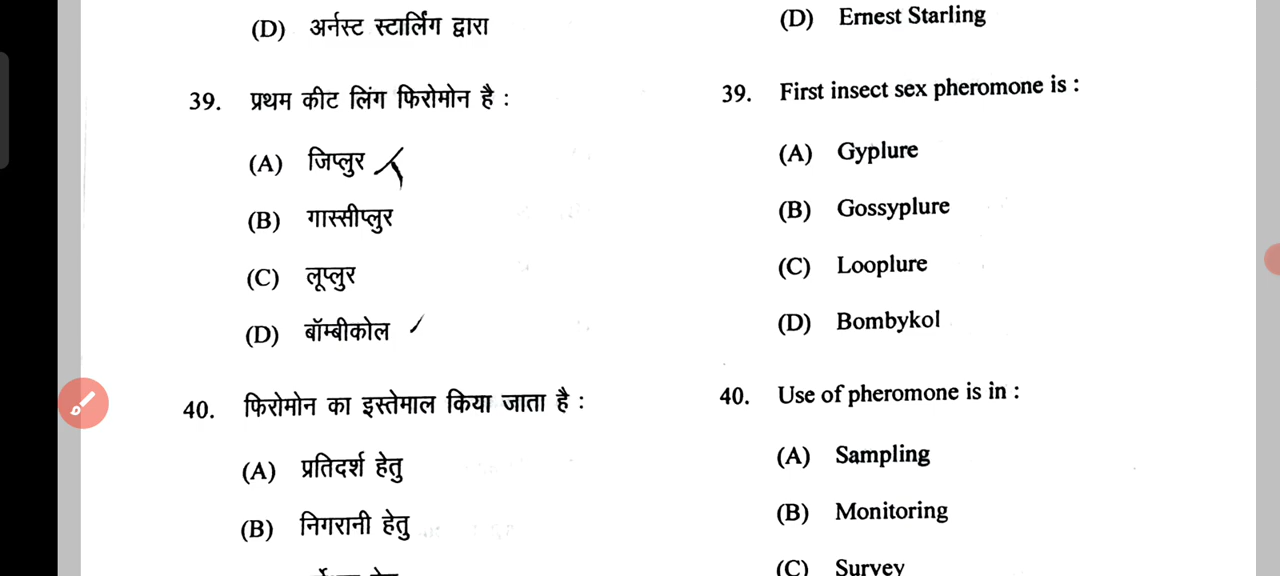 (D) अर्नस्ट स्टार्लिंग द्वारा
39. प्रथम कीट लिंग फिरोमोन है :
(A) जिप्लुर
(B) गास्सीप्लुर
(C) लूप्लुर
(D) बॉम्बीकोल
40. फिरोमोन का इस्तेमाल किया जाता है :
(A) प्रतिदर्श हेतु
(B) निगरानी हेतु
(D) Ernest Starling
39. First insect sex pheromone is :
(A) Gyplure
(B) Gossyplure
(C) Looplure
(D) Bombykol
40. Use of pheromone is in :
(A) Sampling
(B) Monitoring
(C) Survey